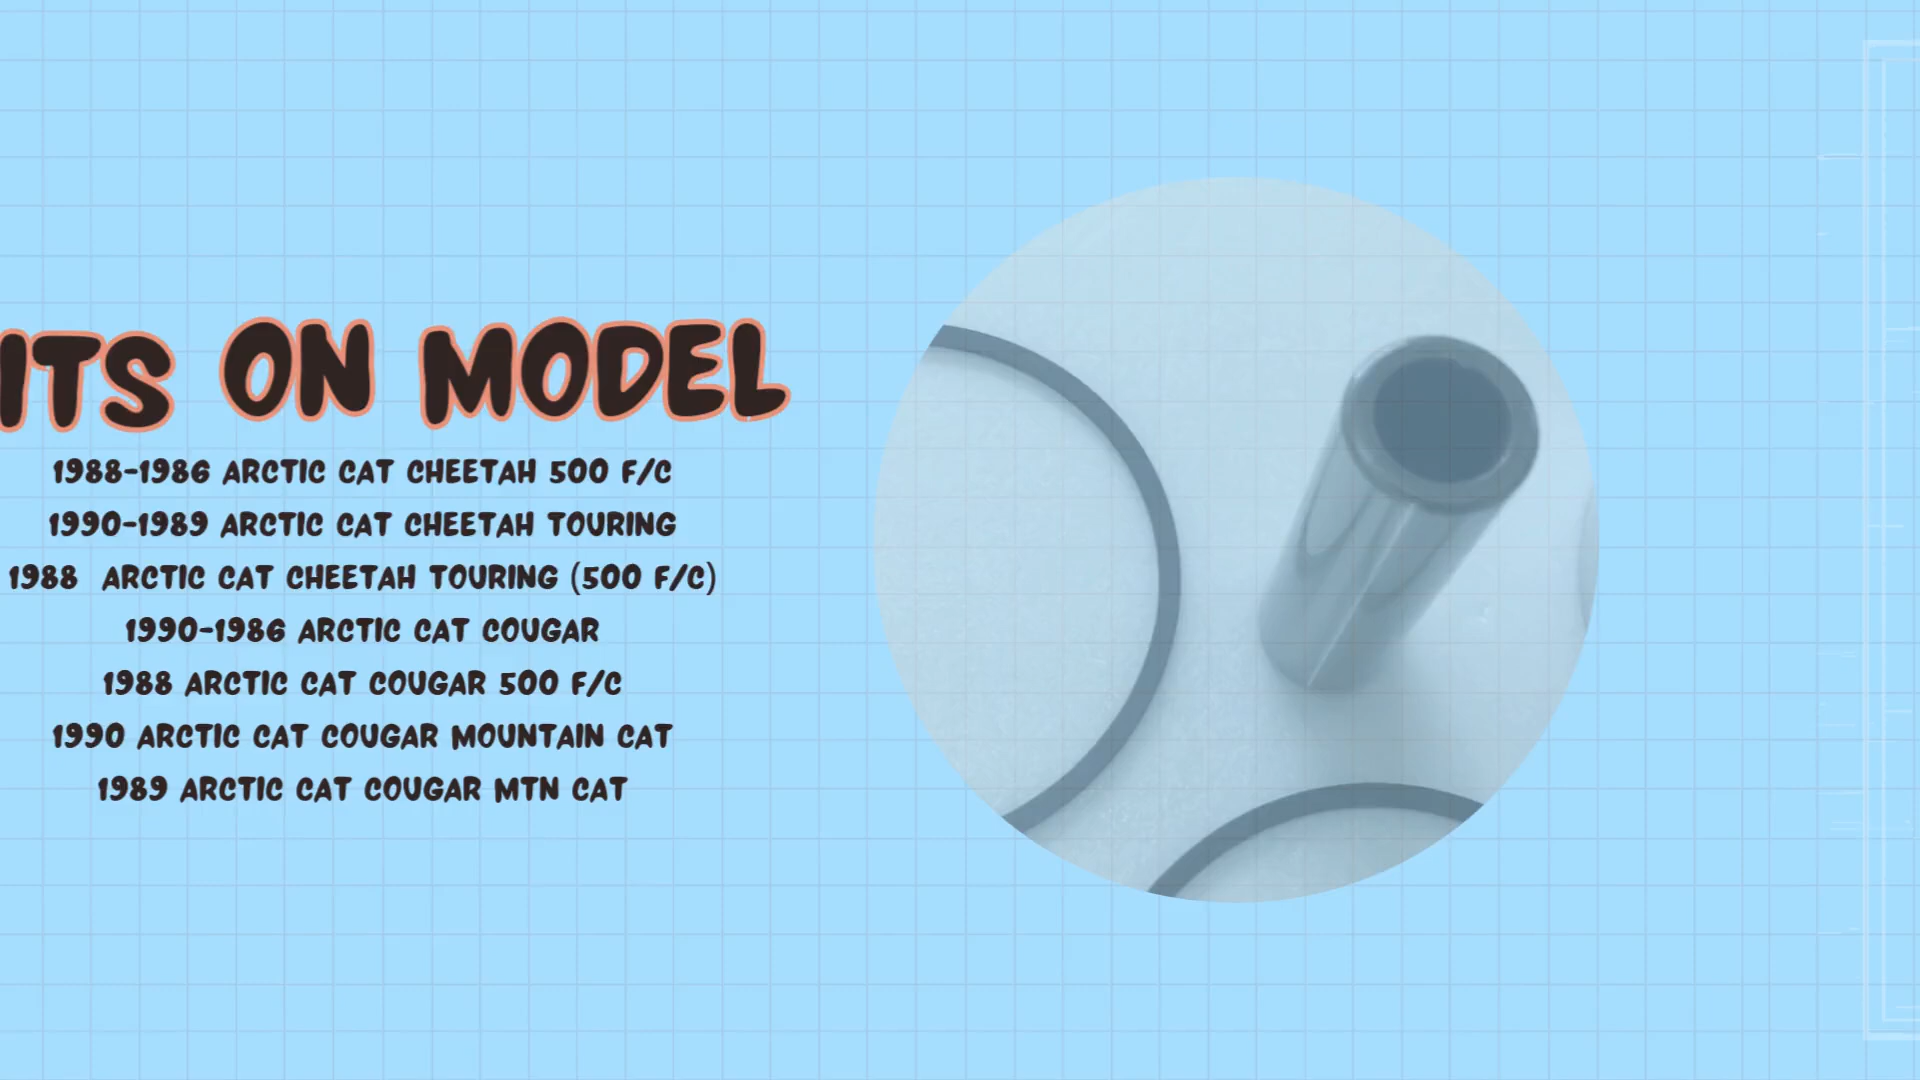 ITS ON MODEL
1988-1986 ARCTIC CAT CHEETAH 500 F/C
1990-1989 ARCTIC CAT CHEETAH TOURING
1988 ARCTIC CAT CHEETAH TOURING (500 F/C)
1990-1986 ARCTIC CAT COUGAR
1988 ARCTIC CAT COUGAR 500 F/C
1990 ARCTIC CAT COUGAR MOUNTAIN CAT
1989 ARCTIC CAT COUGAR MTN CAT